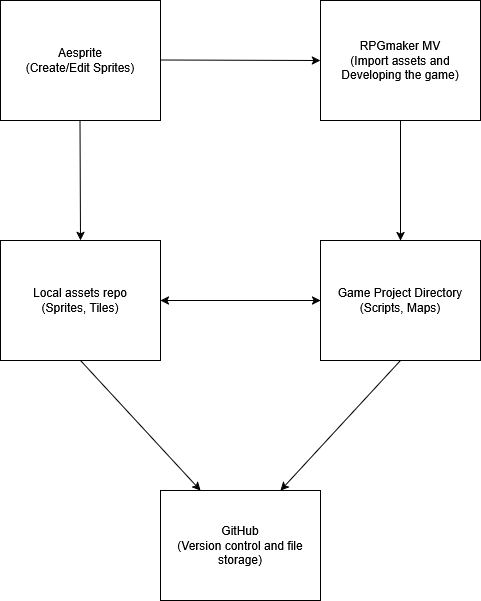 Aesprite
(Create/Edit Sprites)
RPGmaker MV
(Import assets and
Developing the game)
Local assets repo
(Sprites, Tiles)
Game Project Directory
(Scripts, Maps)
GitHub
(Version control and file
storage)